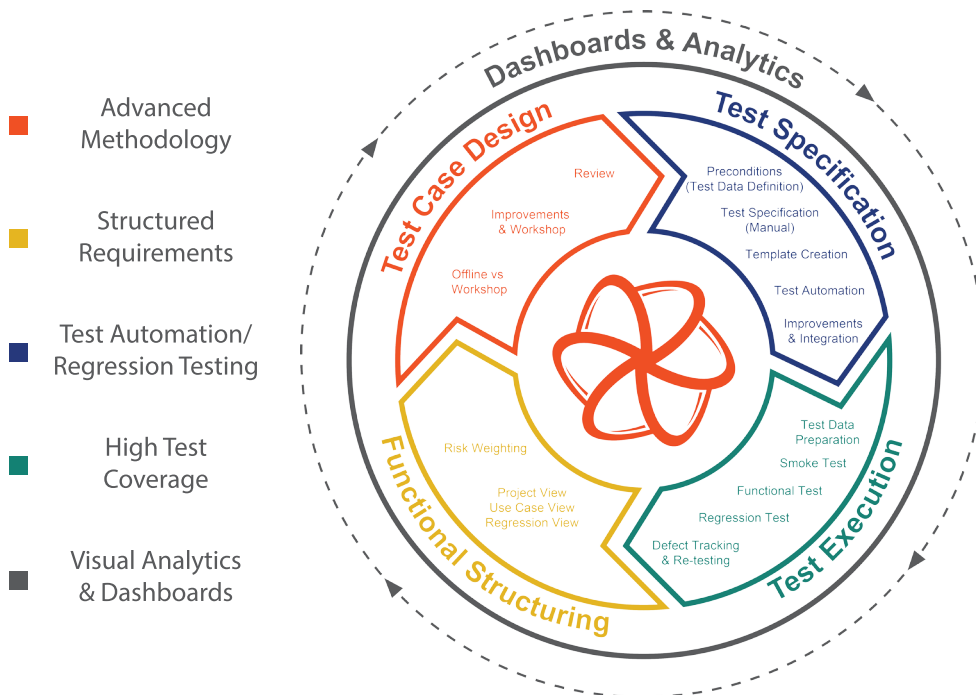 Advanced
Methodology
Structured
Requirements
Test Automation/
Regression Testing
High Test
Coverage
Visual Analytics
& Dashboards
Dashboards & Analytics
Test Case Design
Review
Improvements
& Workshop
Offline vs
Workshop
Test Specification
Preconditions
(Test Data Definition)
Test Specification
(Manual)
Template Creation
Test Automation
Improvements
& Integration
Test Execution
Test Data
Preparation
Smoke Test
Functional Test
Regression Test
Defect Tracking
& Re-testing
Functional Structuring
Risk Weighting
Project View
Use Case View
Regression View